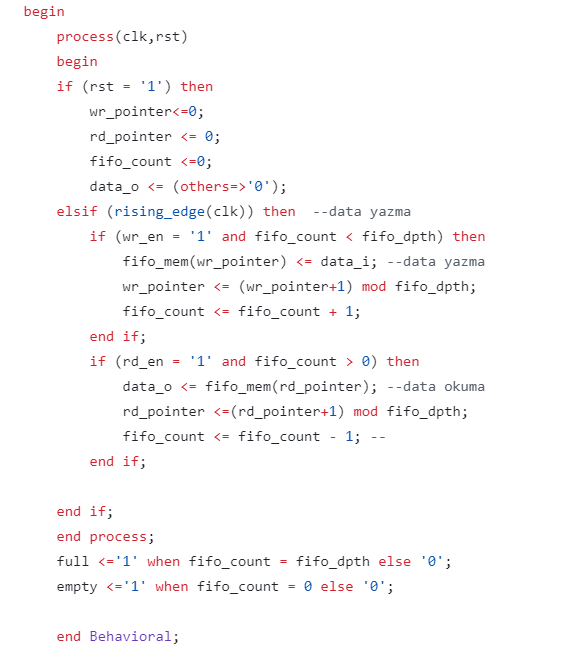 begin
    process(clk,rst)
    begin
    if (rst = '1') then
        wr_pointer<=0;
        rd_pointer <= 0;
        fifo_count <=0;
        data_o <= (others=>'0');
    elsif (rising_edge(clk)) then  --data yazma
        if (wr_en = '1' and fifo_count < fifo_dpth) then
            fifo_mem(wr_pointer) <= data_i; --data yazma
            wr_pointer <= (wr_pointer+1) mod fifo_dpth;
            fifo_count <= fifo_count + 1;
        end if;
        if (rd_en = '1' and fifo_count > 0) then
            data_o <= fifo_mem(rd_pointer); --data okuma
            rd_pointer <=(rd_pointer+1) mod fifo_dpth;
            fifo_count <= fifo_count - 1; --
        end if;

    end if;
    end process;
    full <='1' when fifo_count = fifo_dpth else '0';
    empty <='1' when fifo_count = 0 else '0';

    end Behavioral;